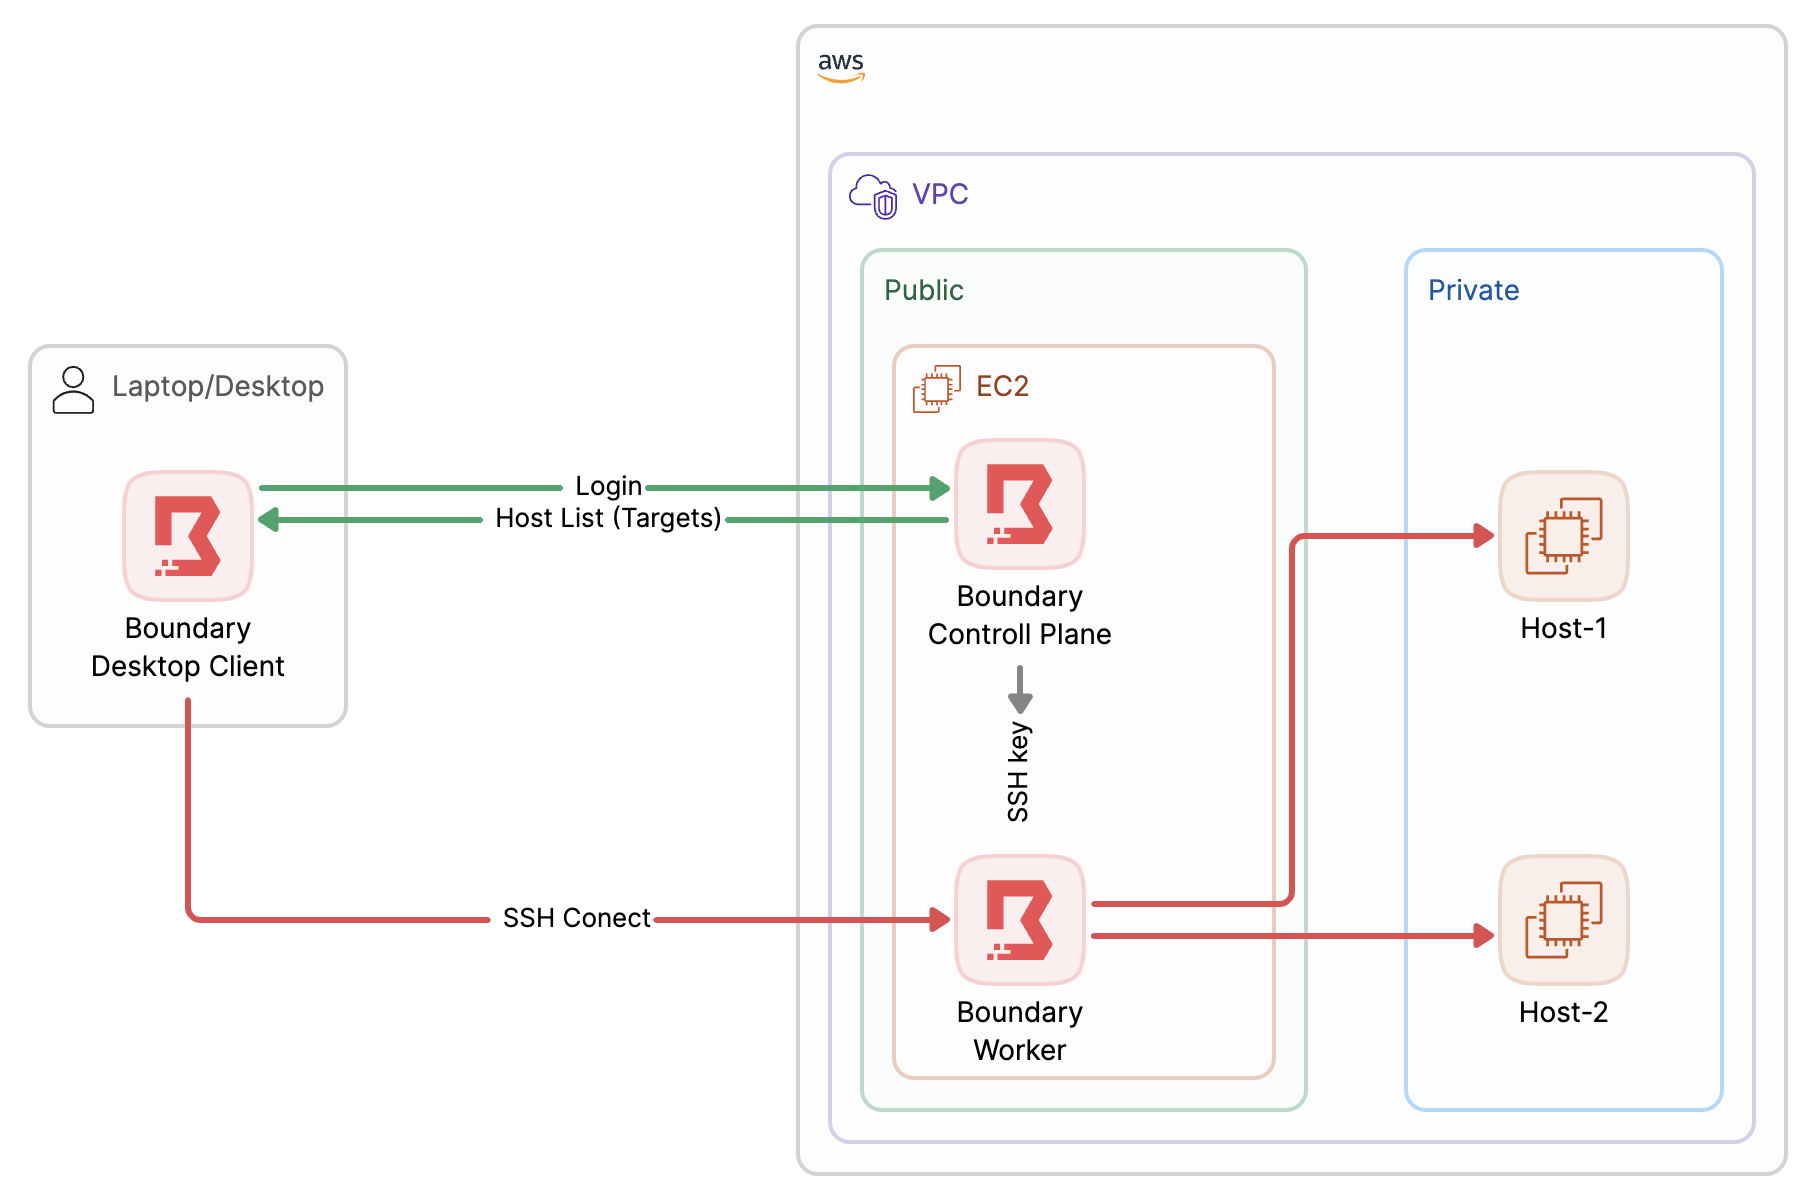 aws
VPC
Public
Private
Laptop/Desktop
EC2
Login
Host List (Targets)
Boundary
Desktop Client
Boundary
Controll Plane
Host-1
SSH key
SSH Conect
Boundary
Worker
Host-2